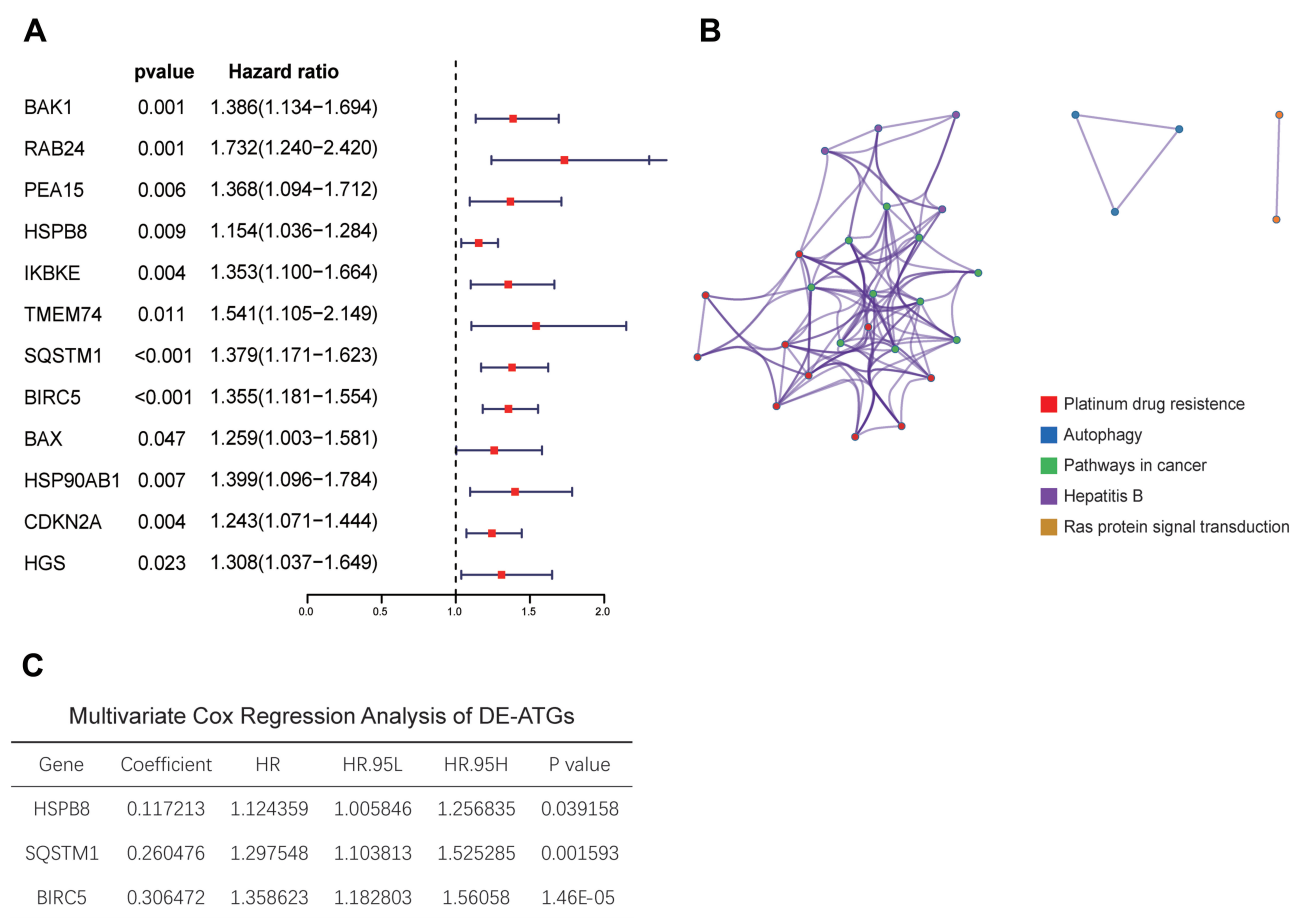 A
B
pvalue Hazard ratio
BAK1 0.001 1.386(1.134−1.694)
RAB24 0.001 1.732(1.240−2.420)
PEA15 0.006 1.368(1.094−1.712)
HSPB8 0.009 1.154(1.036−1.284)
IKBKE 0.004 1.353(1.100−1.664)
TMEM74 0.011 1.541(1.105−2.149)
SQSTM1 <0.001 1.379(1.171−1.623)
BIRC5 <0.001 1.355(1.181−1.554)
BAX 0.047 1.259(1.003−1.581)
HSP90AB1 0.007 1.399(1.096−1.784)
CDKN2A 0.004 1.243(1.071−1.444)
HGS 0.023 1.308(1.037−1.649)
0.0 0.5 1.0 1.5 2.0
Platinum drug resistence
Autophagy
Pathways in cancer
Hepatitis B
Ras protein signal transduction
C
Multivariate Cox Regression Analysis of DE-ATGs
Gene Coefficient HR HR.95L HR.95H P value
HSPB8 0.117213 1.124359 1.005846 1.256835 0.039158
SQSTM1 0.260476 1.297548 1.103813 1.525285 0.001593
BIRC5 0.306472 1.358623 1.182803 1.56058 1.46E-05